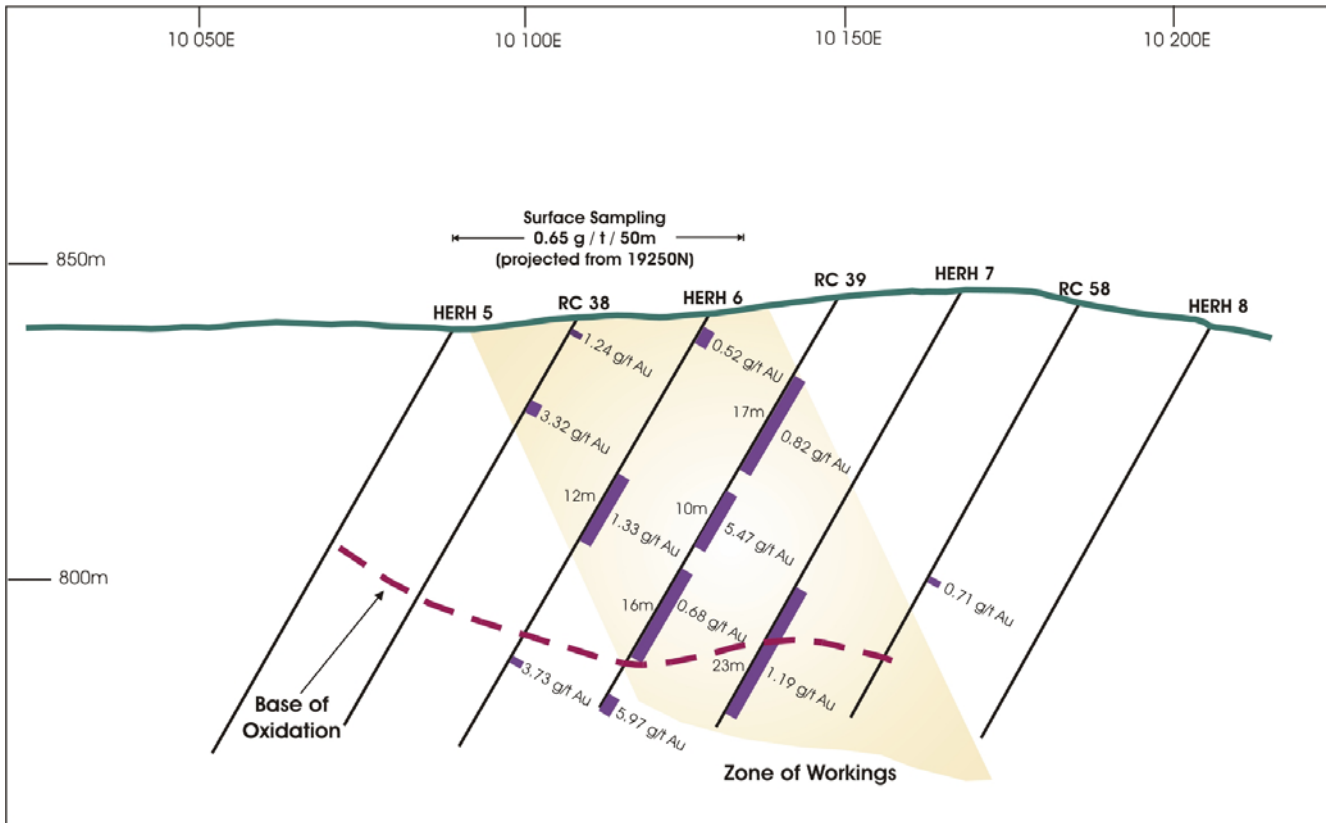 10 050E
10 100E
10 150E
10 200E
Surface Sampling
0.65 g / t / 50m
(projected from 19250N)
850m
HERH 5
RC 38
HERH 6
RC 39
HERH 7
RC 58
HERH 8
1.24 g/t Au
0.52 g/t AU
3.32 g/t Au
17m
0.82 g/t AU
12m
1.33 g/t AU
10m
5.47 g/t AU
800m
16m
0.68 g/t AU
0.71 g/t AU
23m
1.19 g/t AU
3.73 g/t Au
5.97 g/t Au
Base of
Oxidation
Zone of Workings